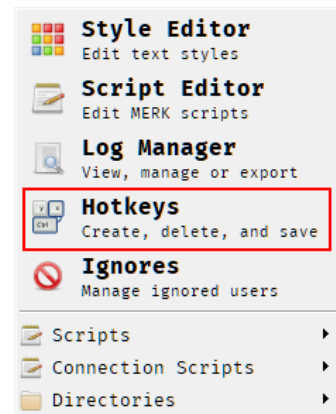 Style Editor
Edit text styles
Script Editor
Edit MERK scripts
Log Manager
View, manage or export
Hotkeys
Create, delete, and save
Ignores
Manage ignored users
Scripts
Connection Scripts
Directories